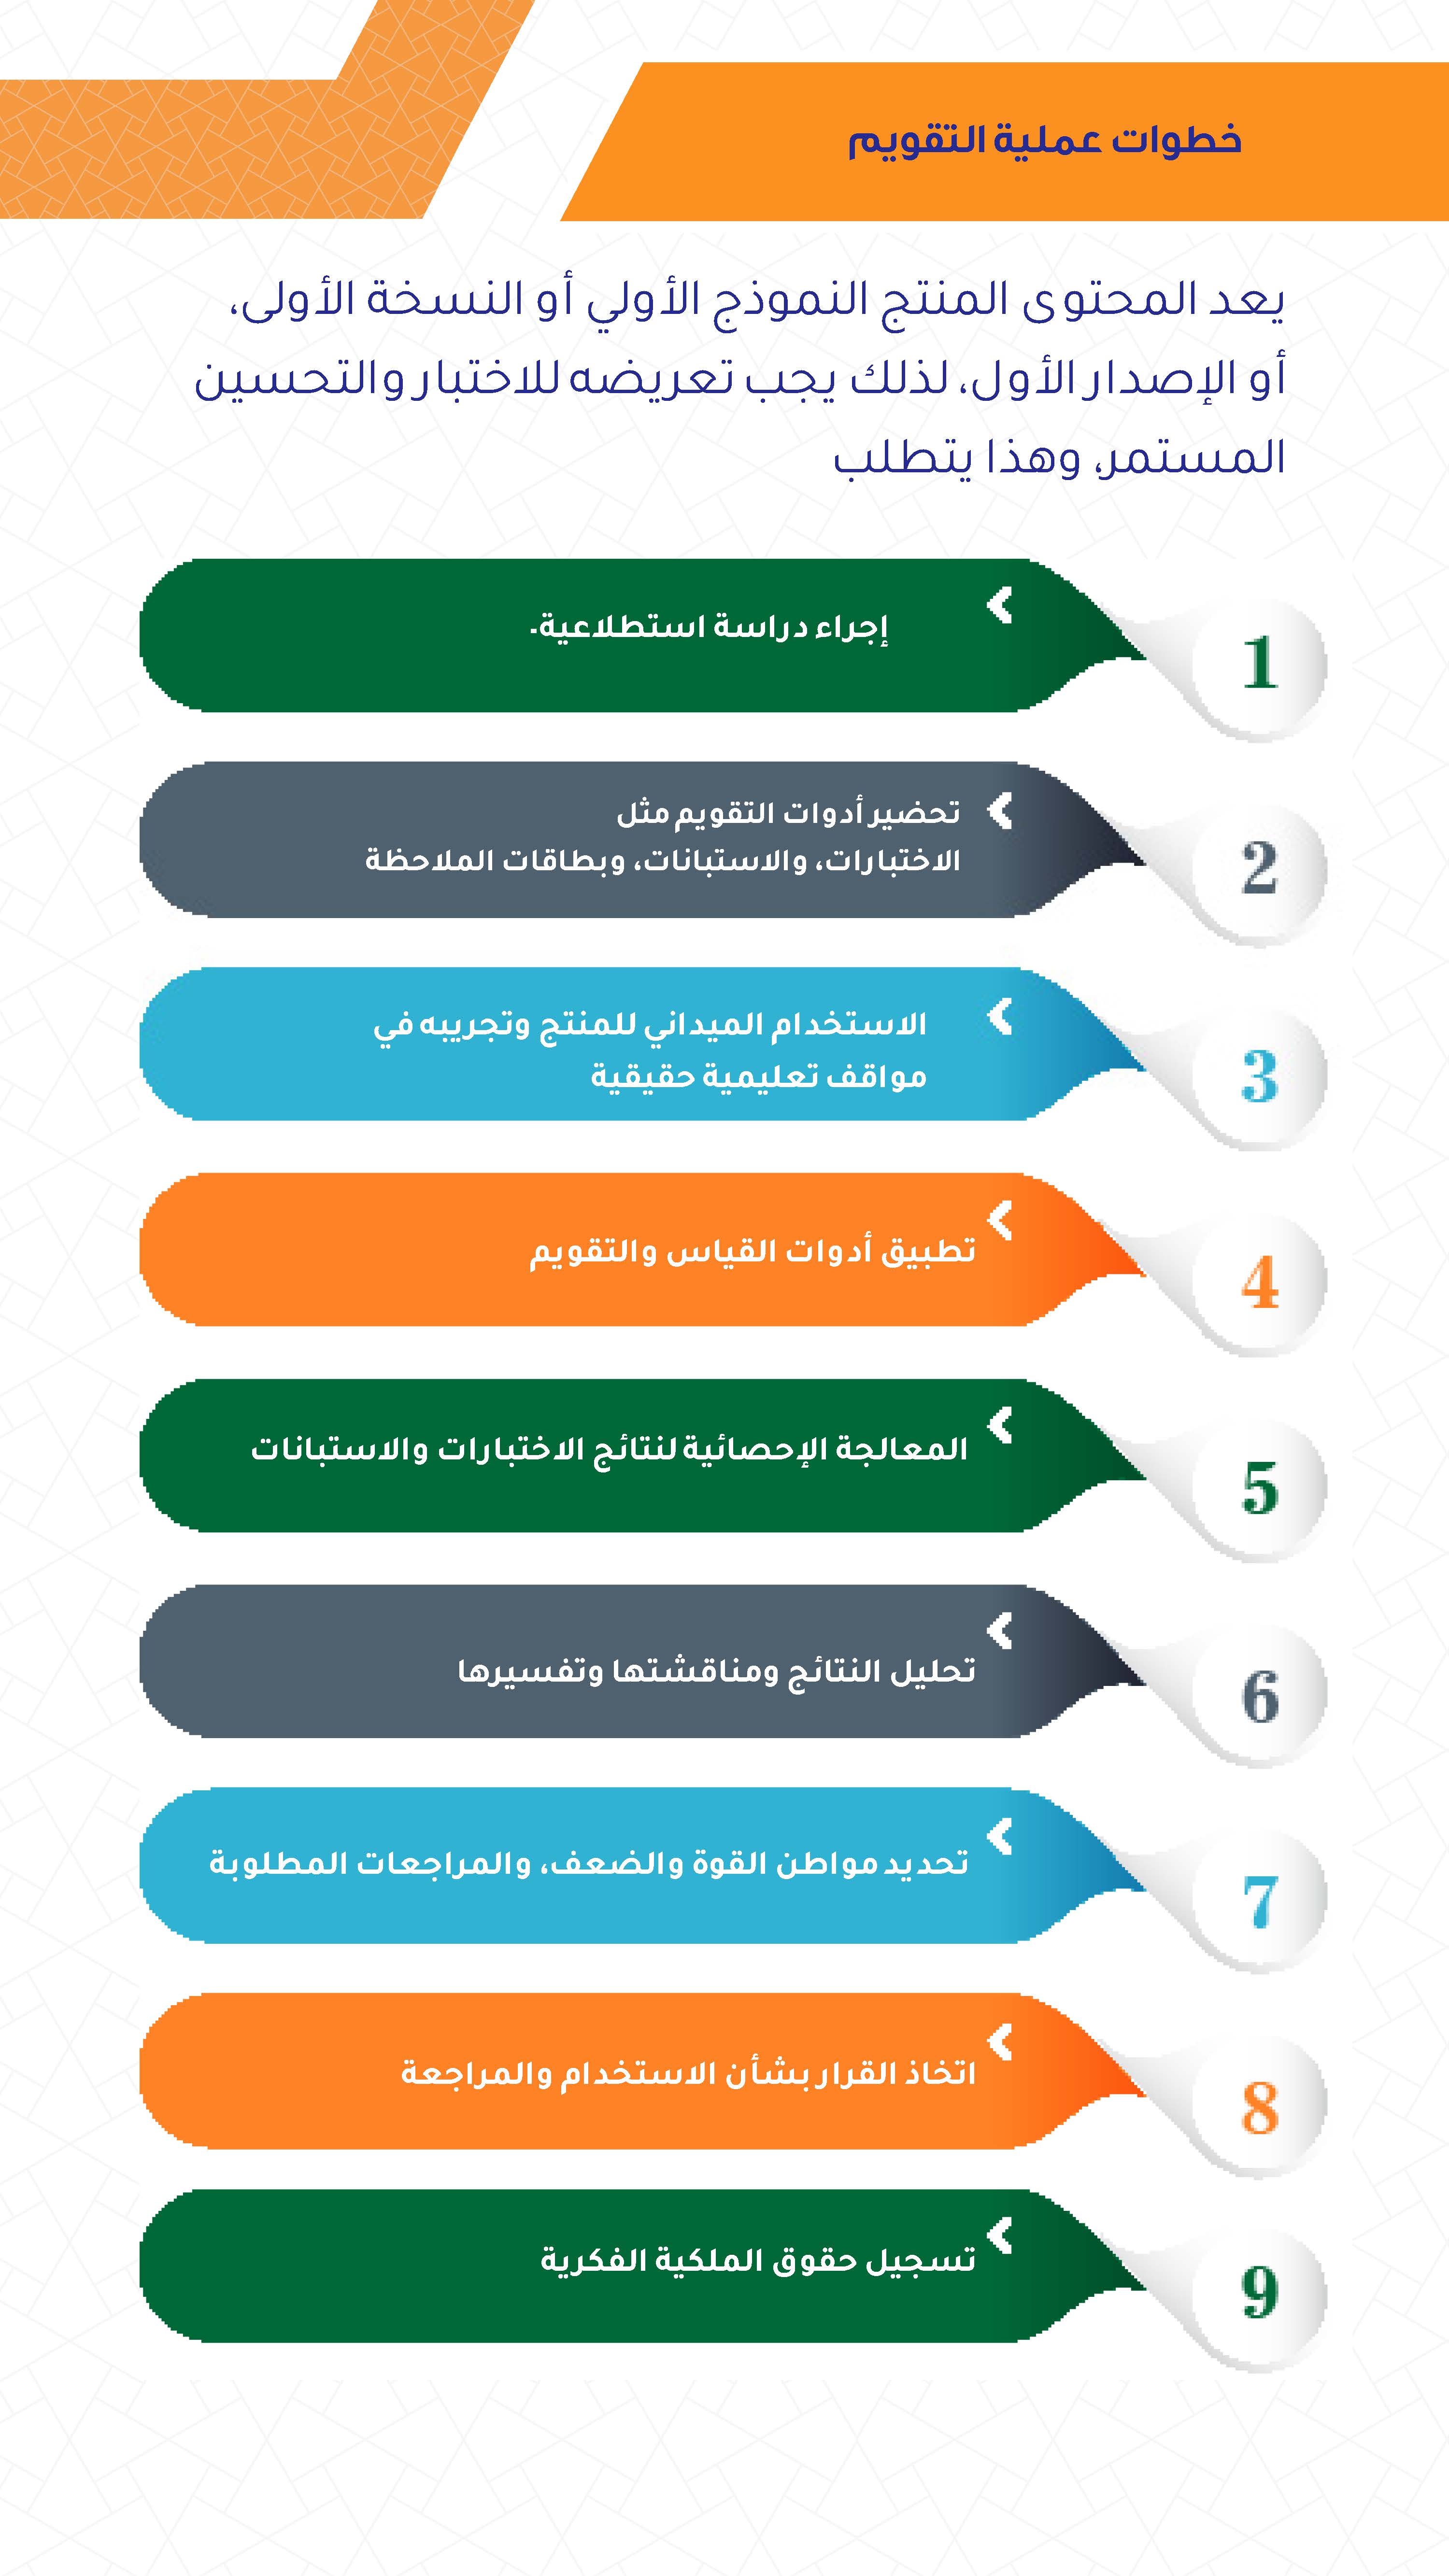 خطوات عملية التقويم
يعد المحتوى المنتج النموذج الأولي أو النسخة الأولى،
أو الإصدار الأول، لذلك يجب تعريضه للاختبار والتحسين
المستمر، وهذا يتطلب
1
إجراء دراسة استطلاعية.
2
تحضير أدوات التقويم مثل
الاختبارات، والاستبانات، وبطاقات الملاحظة
3
الاستخدام الميداني للمنتج وتجريبه في
مواقف تعليمية حقيقية
4
تطبيق أدوات القياس والتقويم
5
المعالجة الإحصائية لنتائج الاختبارات والاستبانات
6
تحليل النتائج ومناقشتها وتفسيرها
7
تحديد مواطن القوة والضعف، والمراجعات المطلوبة
8
اتخاذ القرار بشأن الاستخدام والمراجعة
9
تسجيل حقوق الملكية الفكرية